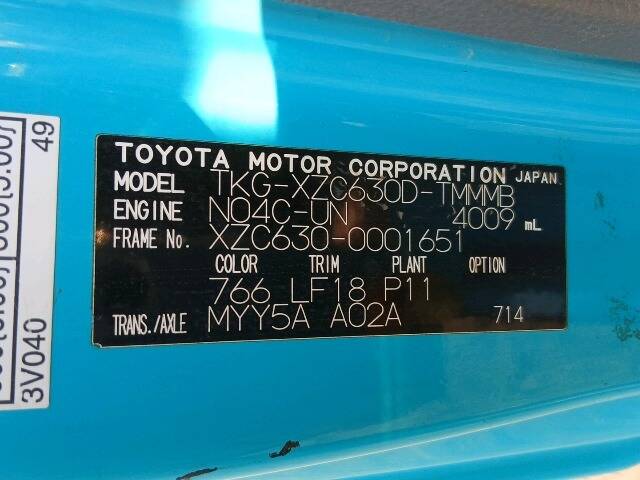 TOYOTA MOTOR CORPORATION JAPAN
MODEL TKG-XZC630D-TMMMB
ENGINE N04C-UN 4009 mL
FRAME No. XZC630-0001651
COLOR TRIM PLANT OPTION
766 LF18 P11
TRANS./AXLE MYY5A A02A 714
49
3V040